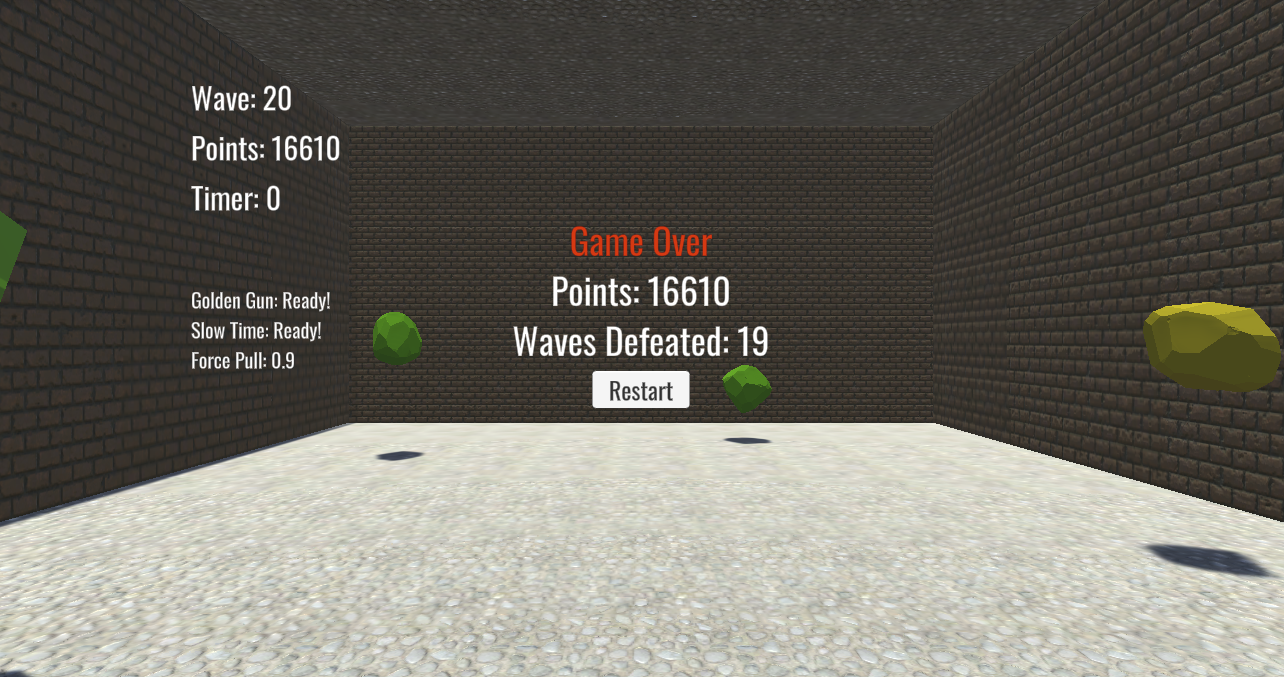 Wave: 20
Points: 16610
Timer: 0
Golden Gun: Ready!
Slow Time: Ready!
Force Pull: 0.9
Game Over
Points: 16610
Waves Defeated: 19
Restart